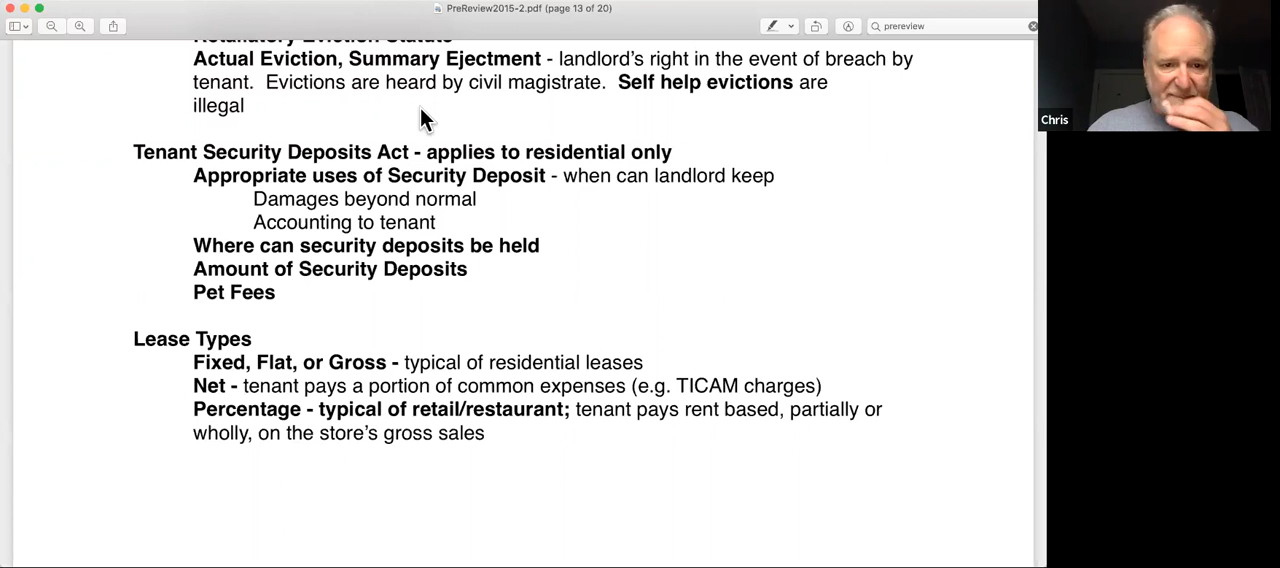 PreReview2015-2.pdf (page 13 of 20)
prereview
Retaliatory Eviction Statute
Actual Eviction, Summary Ejectment - landlord's right in the event of breach by
tenant. Evictions are heard by civil magistrate. Self help evictions are
illegal
Tenant Security Deposits Act - applies to residential only
Appropriate uses of Security Deposit - when can landlord keep
Damages beyond normal
Accounting to tenant
Where can security deposits be held
Amount of Security Deposits
Pet Fees
Lease Types
Fixed, Flat, or Gross - typical of residential leases
Net - tenant pays a portion of common expenses (e.g. TICAM charges)
Percentage - typical of retail/restaurant; tenant pays rent based, partially or
wholly, on the store's gross sales
Chris